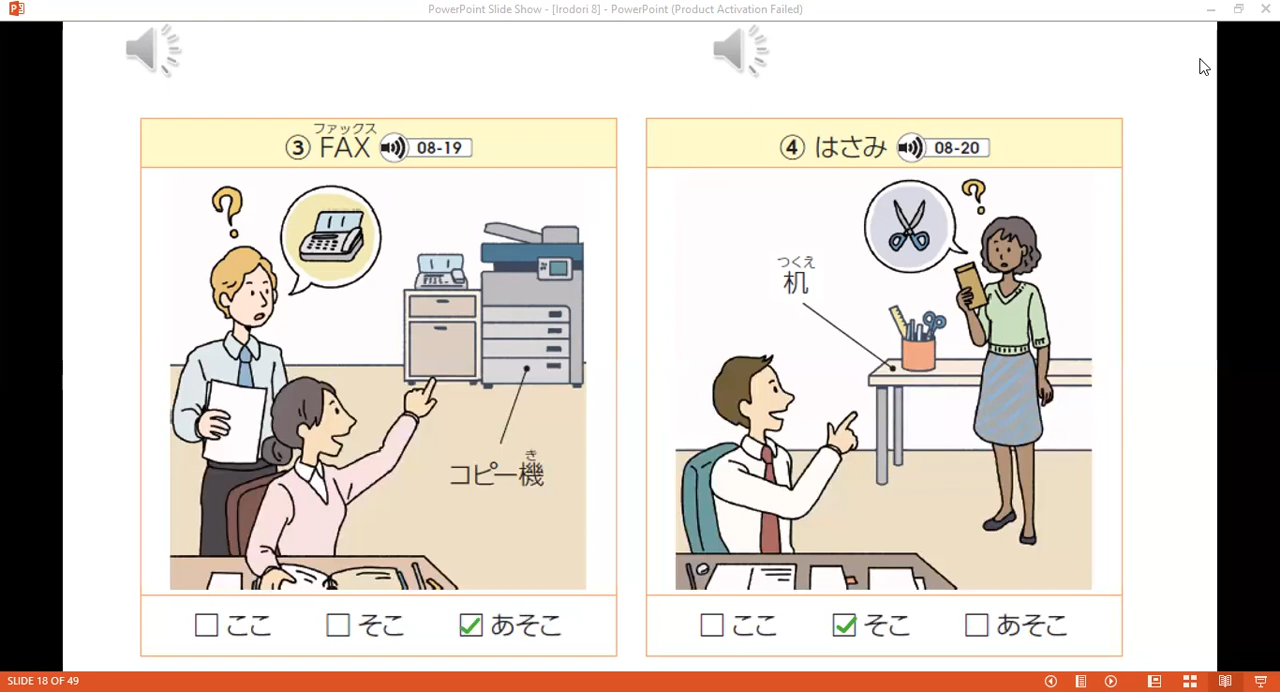 PowerPoint Slide Show - [Irodori 8] - PowerPoint (Product Activation Failed)
ファックス
③ FAX 08-19
コピー機
き
□ ここ □ そこ ☑ あそこ
④ はさみ 08-20
つくえ
机
□ ここ ☑ そこ □ あそこ
SLIDE 18 OF 49